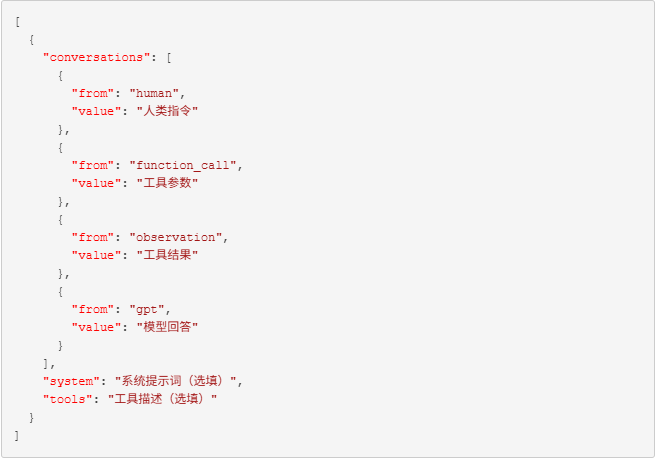 [
  {
    "conversations": [
      {
        "from": "human",
        "value": "人类指令"
      },
      {
        "from": "function_call",
        "value": "工具参数"
      },
      {
        "from": "observation",
        "value": "工具结果"
      },
      {
        "from": "gpt",
        "value": "模型回答"
      }
    ],
    "system": "系统提示词（选填）",
    "tools": "工具描述（选填）"
  }
]